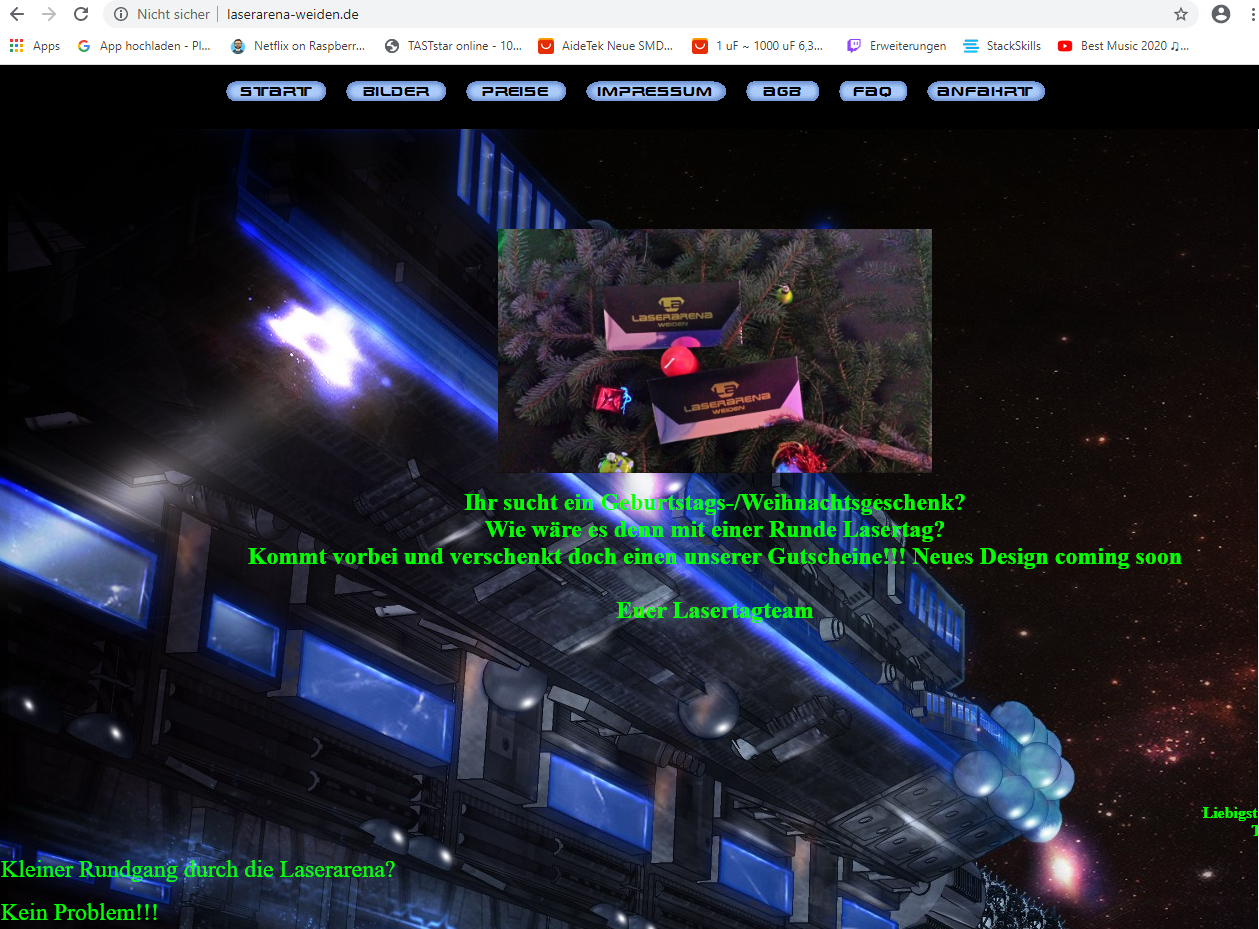 Nicht sicher laserarena-weiden.de
Apps App hochladen - Pl... Netflix on Raspberr... TASTstar online - 10... AideTek Neue SMD... 1 uF ~ 1000 uF 6,3... Erweiterungen StackSkills Best Music 2020 ♫...
START BILDER PREISE IMPRESSUM AGB FAQ ANFAHRT
LA
LASERARENA
WEIDEN
LA
LASERARENA
WEIDEN
Ihr sucht ein Geburtstags-/Weihnachtsgeschenk?
Wie wäre es denn mit einer Runde Lasertag?
Kommt vorbei und verschenkt doch einen unserer Gutscheine!!! Neues Design coming soon
Euer Lasertagteam
Liebigst
T
Kleiner Rundgang durch die Laserarena?
Kein Problem!!!